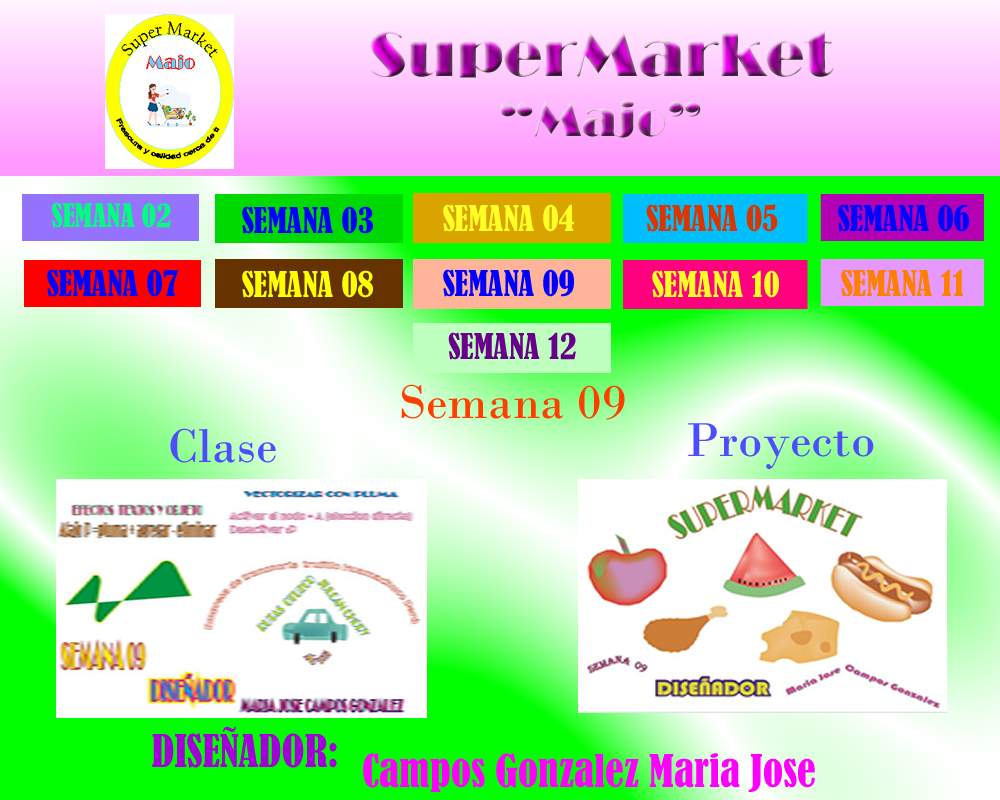 Super Market
Majo
Frescura y calidad cerca de ti
SuperMarket
“Majo”
SEMANA 02
SEMANA 03
SEMANA 04
SEMANA 05
SEMANA 06
SEMANA 07
SEMANA 08
SEMANA 09
SEMANA 10
SEMANA 11
SEMANA 12
Semana 09
Clase
Proyecto
VECTORIZAR CON PLUMA
EFECTOS TEXTOS Y OBJETO
Activar el nodo = A (seleccion directa)
Desactivar
SEMANA 09
DISEÑADOR
MARIA JOSE CAMPOS GONZALEZ
SUPERMARKET
SEMANA 09
DISEÑADOR
Maria Jose Campos Gonzalez
DISEÑADOR:
Campos Gonzalez Maria Jose